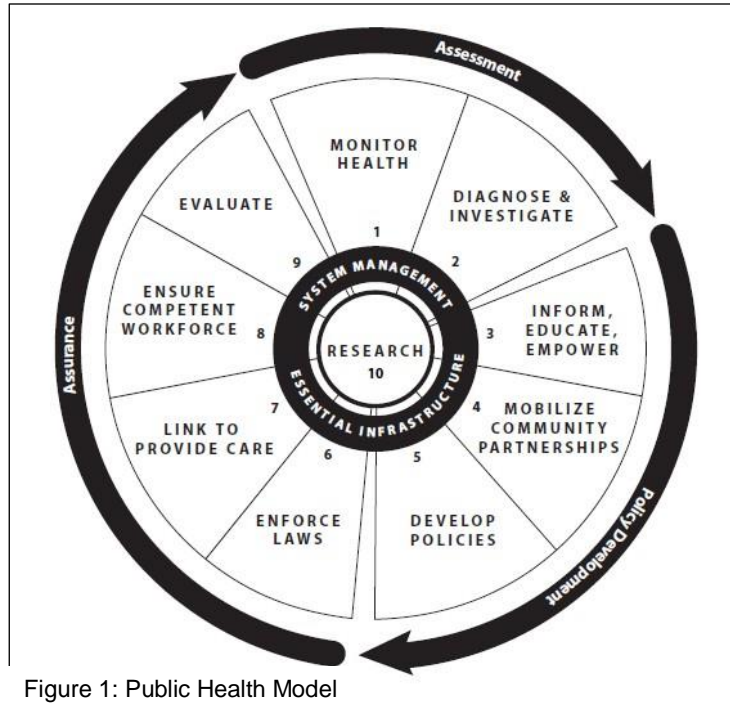 Assessment
MONITOR
HEALTH
1
DIAGNOSE &
INVESTIGATE
2
INFORM,
EDUCATE,
EMPOWER
3
MOBILIZE
COMMUNITY
PARTNERSHIPS
4
Policy Development
DEVELOP
POLICIES
5
ENFORCE
LAWS
6
LINK TO
PROVIDE CARE
7
ENSURE
COMPETENT
WORKFORCE
8
EVALUATE
9
Assurance
SYSTEM MANAGEMENT
RESEARCH
10
ESSENTIAL INFRASTRUCTURE
Figure 1: Public Health Model